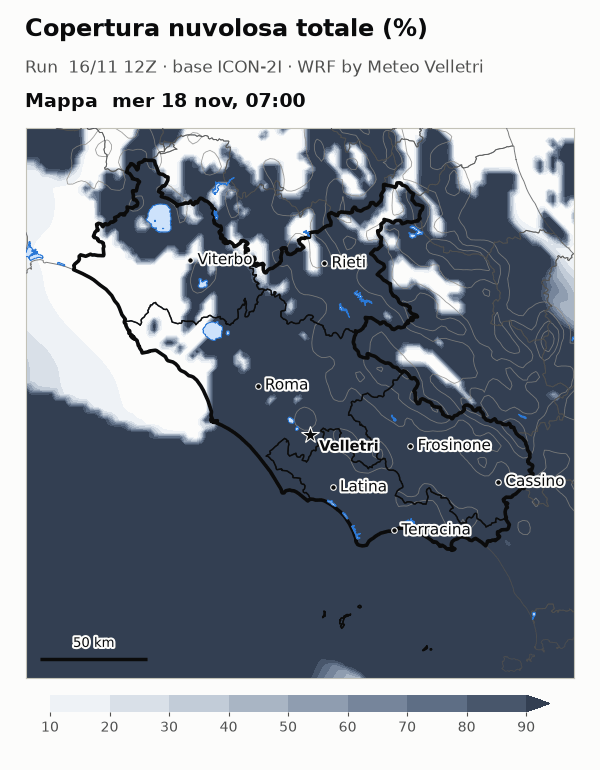 Copertura nuvolosa totale (%)
Run  16/11 12Z · base ICON-2I · WRF by Meteo Velletri
Mappa  mer 18 nov, 07:00
Viterbo
Rieti
Roma
Velletri
Frosinone
Cassino
Latina
Terracina
50 km
10 20 30 40 50 60 70 80 90